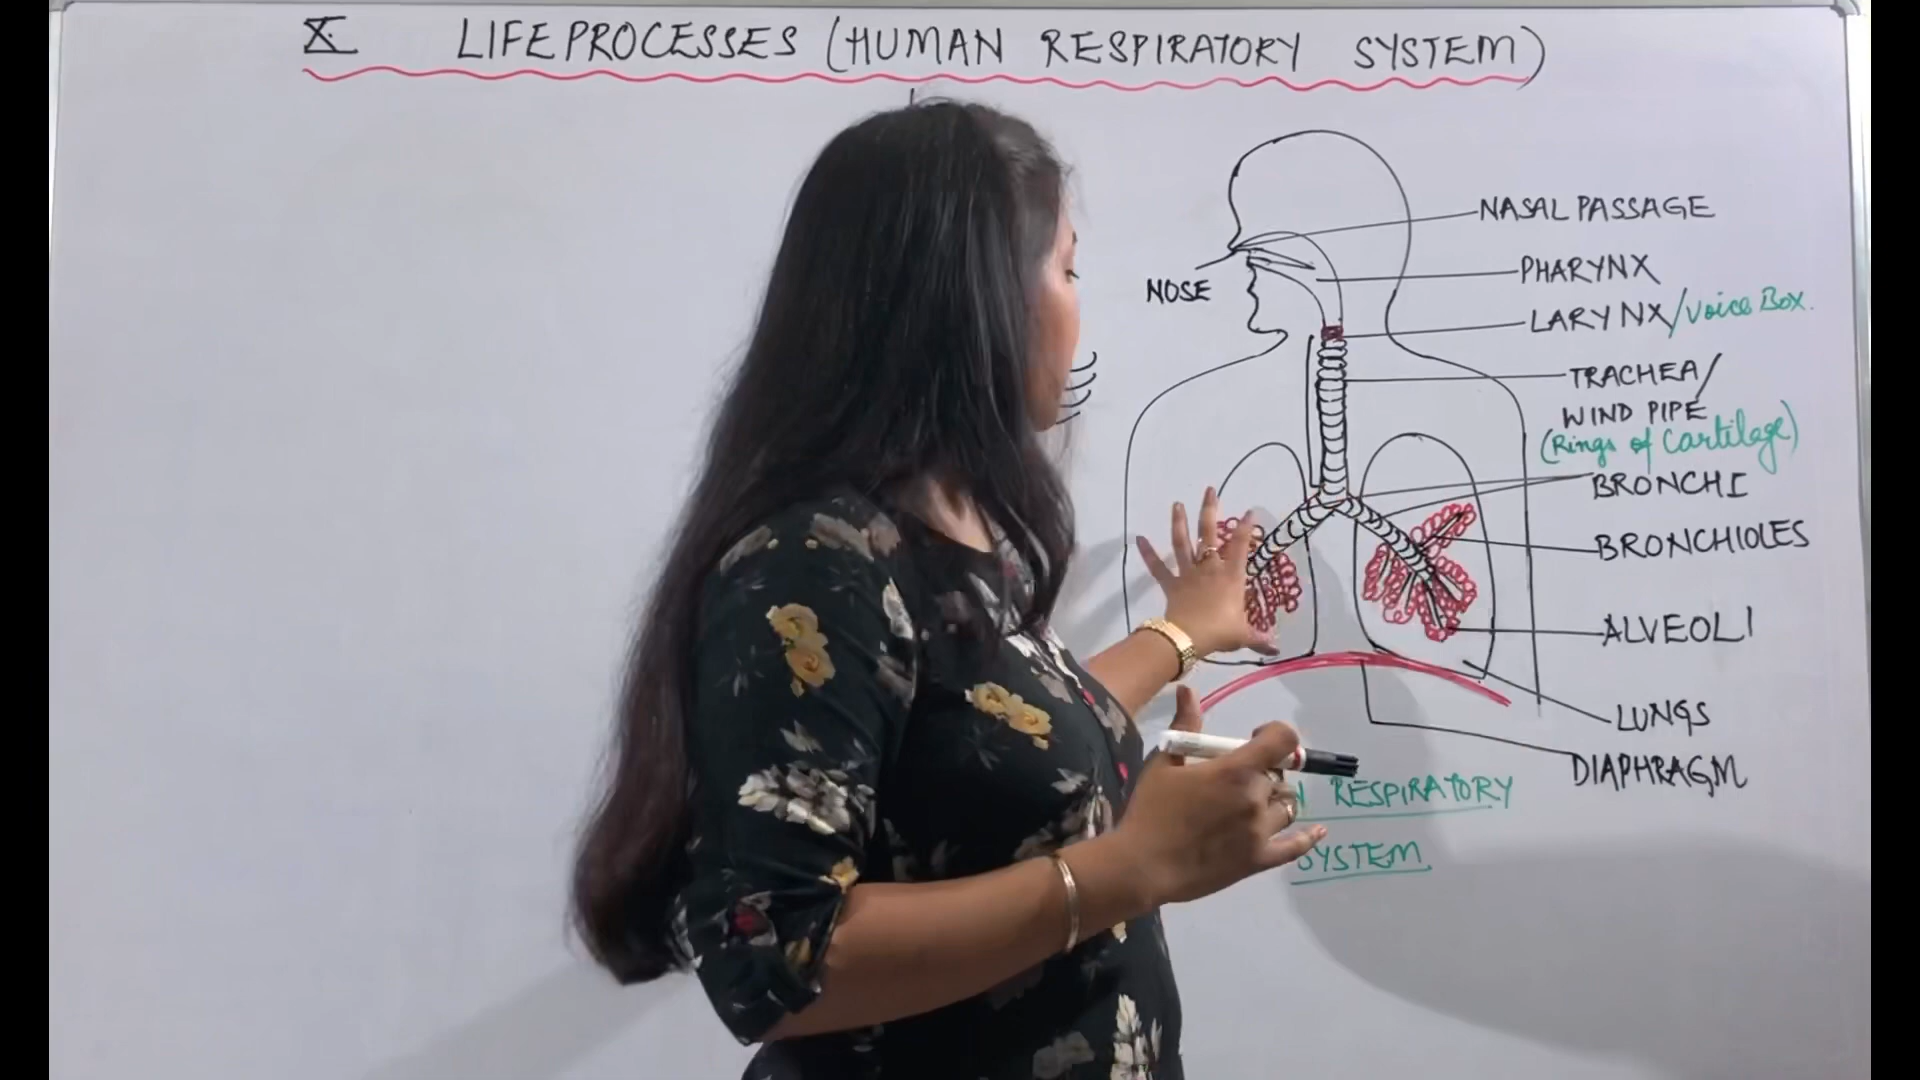 X LIFE PROCESSES (HUMAN RESPIRATORY SYSTEM)
NASAL PASSAGE
NOSE
PHARYNX
LARYNX/Voice Box.
TRACHEA/
WIND PIPE
(Rings of Cartilage)
BRONCHI
BRONCHIOLES
ALVEOLI
LUNGS
DIAPHRAGM
RESPIRATORY
SYSTEM